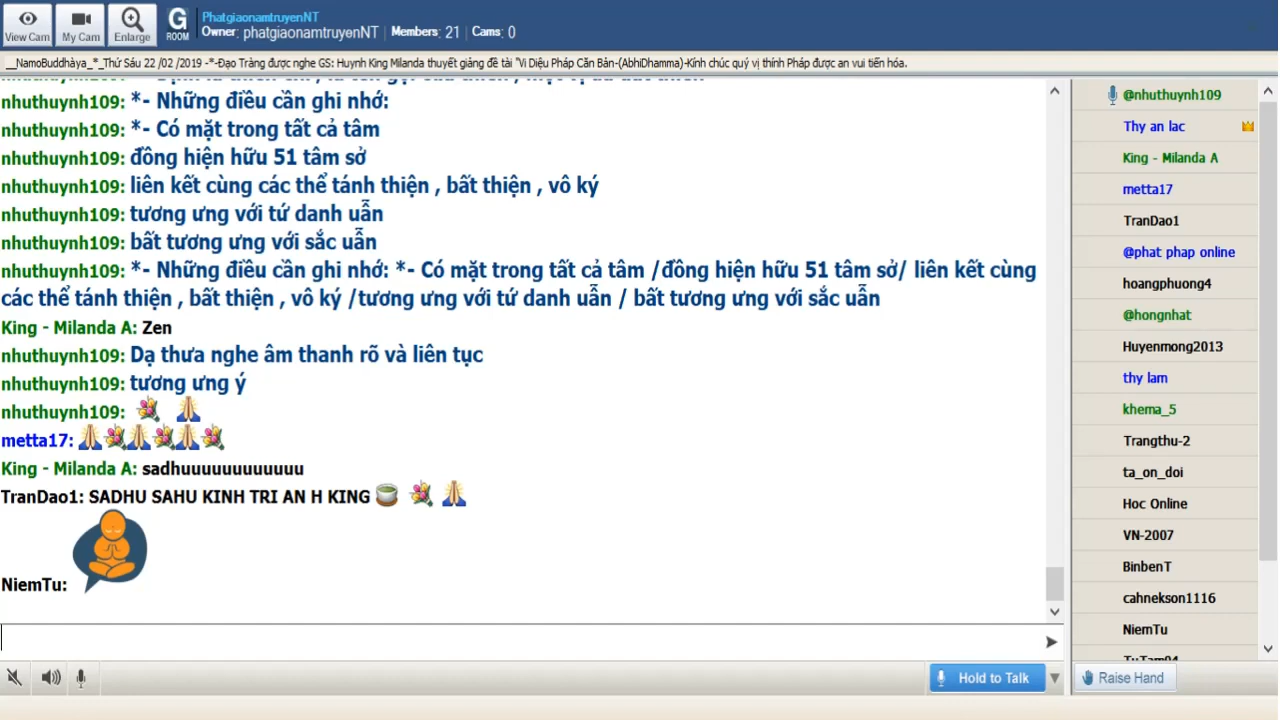 View Cam
My Cam
Enlarge
G
ROOM
PhatgiaonamtruyenNT
Owner: phatgiaonamtruyenNT | Members: 21 | Cams: 0
__NamoBuddhàya_*_Thứ Sáu 22 /02 /2019 -*-Đạo Tràng được nghe GS: Huynh King Milanda thuyết giảng đề tài "Vi Diệu Pháp Căn Bản-(AbhiDhamma)-Kính chúc quý vị thính Pháp được an vui tiến hóa.
nhuthuynh109: *- Những điều cần ghi nhớ:
nhuthuynh109: *- Có mặt trong tất cả tâm
nhuthuynh109: đồng hiện hữu 51 tâm sở
nhuthuynh109: liên kết cùng các thể tánh thiện , bất thiện , vô ký
nhuthuynh109: tương ưng với tứ danh uẩn
nhuthuynh109: bất tương ưng với sắc uẩn
nhuthuynh109: *- Những điều cần ghi nhớ: *- Có mặt trong tất cả tâm /đồng hiện hữu 51 tâm sở/ liên kết cùng
các thể tánh thiện , bất thiện , vô ký /tương ưng với tứ danh uẩn / bất tương ưng với sắc uẩn
King - Milanda A: Zen
nhuthuynh109: Dạ thưa nghe âm thanh rõ và liên tục
nhuthuynh109: tương ưng ý
nhuthuynh109:
metta17:
King - Milanda A: sadhuuuuuuuuuuuu
TranDao1: SADHU SAHU KINH TRI AN H KING
NiemTu:
@nhuthuynh109
Thy an lac
King - Milanda A
metta17
TranDao1
@phat phap online
hoangphuong4
@hongnhat
Huyenmong2013
thy lam
khema_5
Trangthu-2
ta_on_doi
Hoc Online
VN-2007
BinbenT
cahnekson1116
NiemTu
Hold to Talk
Raise Hand